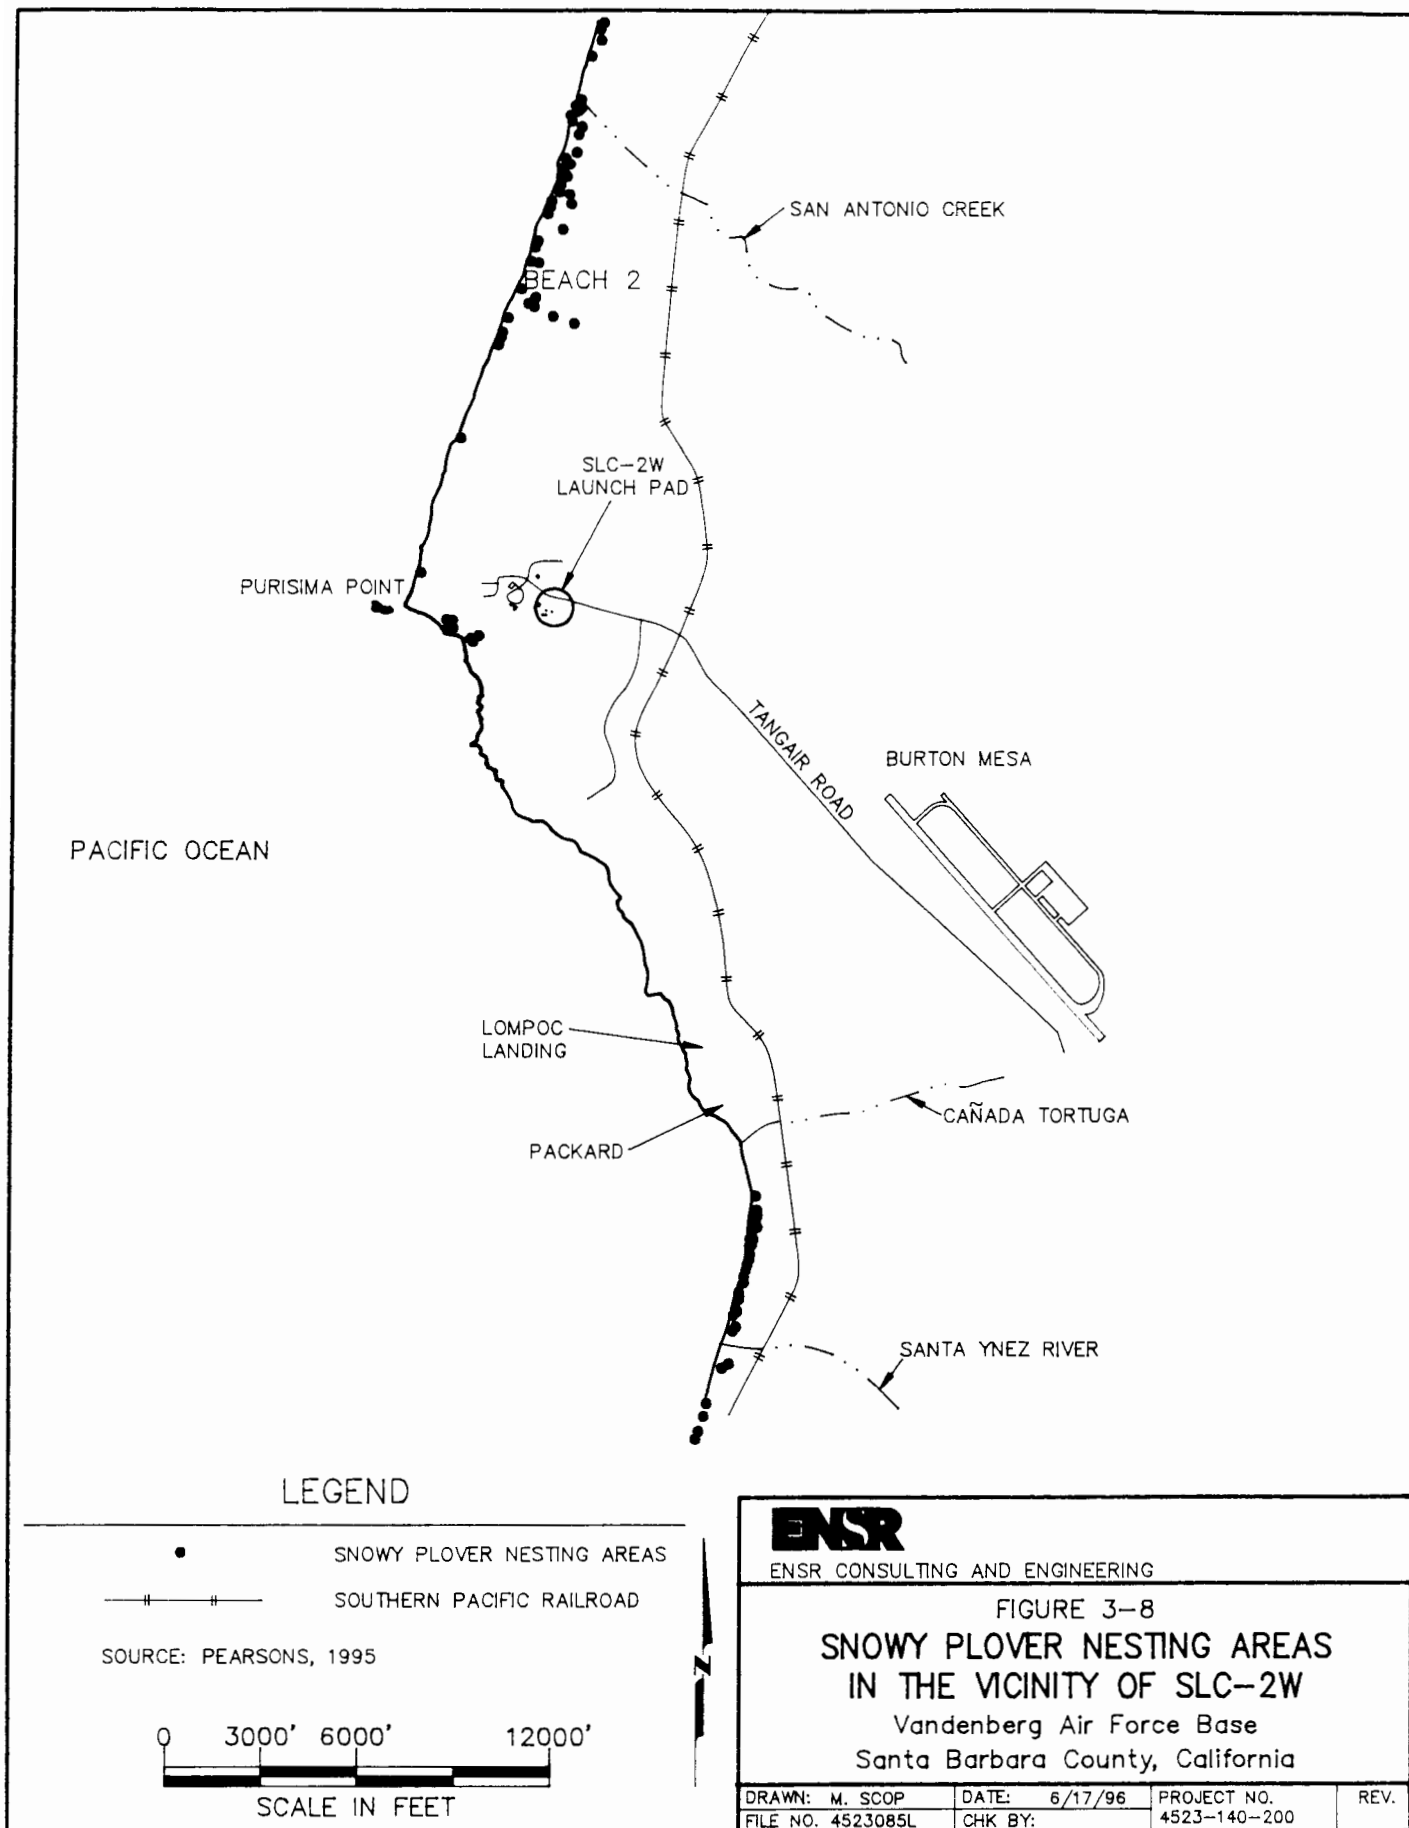 SAN ANTONIO CREEK
BEACH 2
SLC-2W
LAUNCH PAD
PURISIMA POINT
TANGAIR ROAD
BURTON MESA
PACIFIC OCEAN
LOMPOC
LANDING
CAÑADA TORTUGA
PACKARD
SANTA YNEZ RIVER
LEGEND
SNOWY PLOVER NESTING AREAS
SOUTHERN PACIFIC RAILROAD
SOURCE: PEARSONS, 1995
N
0 3000' 6000' 12000'
SCALE IN FEET
ENSR
ENSR CONSULTING AND ENGINEERING
FIGURE 3-8
SNOWY PLOVER NESTING AREAS
IN THE VICINITY OF SLC-2W
Vandenberg Air Force Base
Santa Barbara County, California
DRAWN: M. SCOP DATE: 6/17/96 PROJECT NO. REV.
FILE NO. 4523085L CHK BY: 4523-140-200